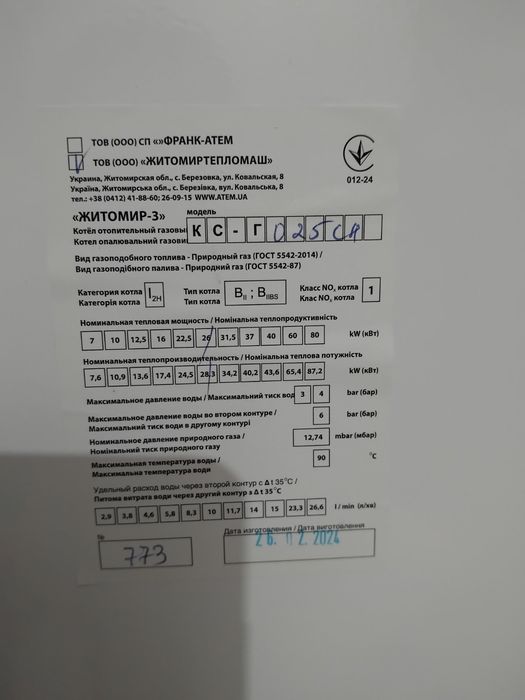 ТОВ (ООО) СП «»ФРАНК-АТЕМ
ТОВ (ООО) «ЖИТОМИРТЕПЛОМАШ»
Украина, Житомирская обл., с. Березовка, ул. Ковальская, 8
Україна, Житомирська обл., с. Березівка, вул. Ковальська, 8
тел.: +38 (0412) 41-88-60; 26-09-15 WWW.ATEM.UA
012-24
«ЖИТОМИР-3»
модель
Котёл отопительный газовы
Котел опалювальний газови
КС-Г 025СН
Вид газоподобного топлива - Природный газ (ГОСТ 5542-2014) /
Вид газоподібного палива - Природний газ (ГОСТ 5542-87)
Категория котла /
Категорія котла
I2H
Тип котла
Тип котла
BII ; BIIBS
Класс NOx котла /
Клас NOx котла
1
Номинальная тепловая мощность / Номінальна теплопродуктивність
7 10 12,5 16 22,5 26 31,5 37 40 60 80 kW (кВт)
Номинальная теплопроизводительность / Номінальна теплова потужність
7,6 10,9 13,6 17,4 24,5 28,3 34,2 40,2 43,6 65,4 87,2 kW (кВт)
Максимальное давление воды / Максимальний тиск вод 3 4 bar (бар)
Максимальное давление воды во втором контуре /
Максимальний тиск води в другому контурі
6 bar (бар)
Номинальное давление природного газа /
Номінальний тиск природного газу
12,74 mbar (мбар)
Максимальная температура воды /
Максимальна температура води
90 °C
Удельный расход воды через второй контур с Δt 35°C /
Питома витрата води через другий контур з Δt 35°C
2,9 3,8 4,6 5,8 8,3 10 11,7 14 15 23,3 26,6 l / min (л/хв)
№
773
Дата изготовления / Дата виготовлення
26. 02. 2024